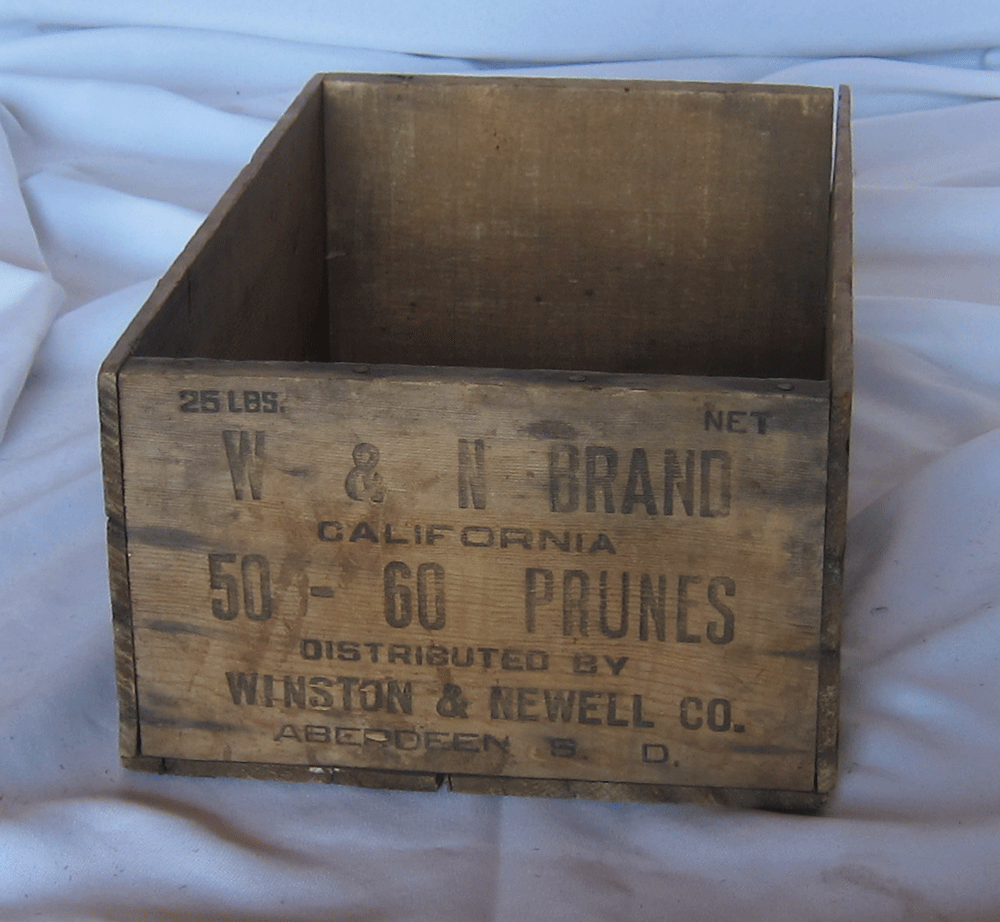 25 LBS. NET
W & N BRAND
CALIFORNIA
50 - 60 PRUNES
DISTRIBUTED BY
WINSTON & NEWELL CO.
ABERDEEN S. D.